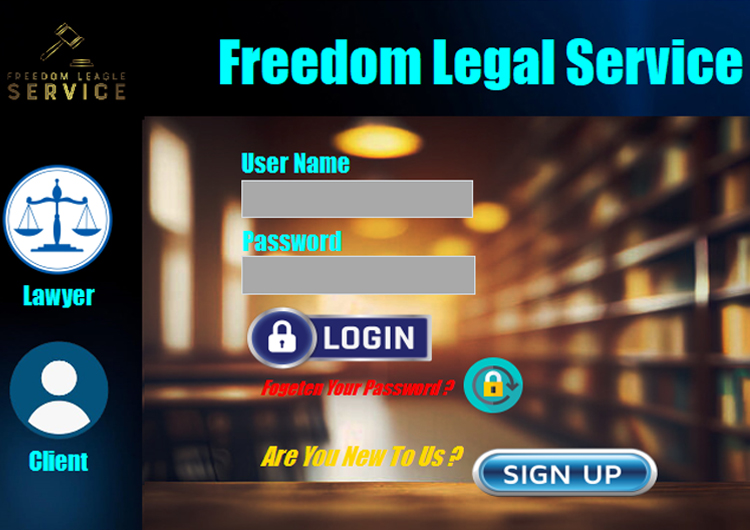 FREEDOM LEAGLE
SERVICE
Freedom Legal Service
User Name
Password
Lawyer
LOGIN
Fogeten Your Password ?
Client
Are You New To Us ?
SIGN UP